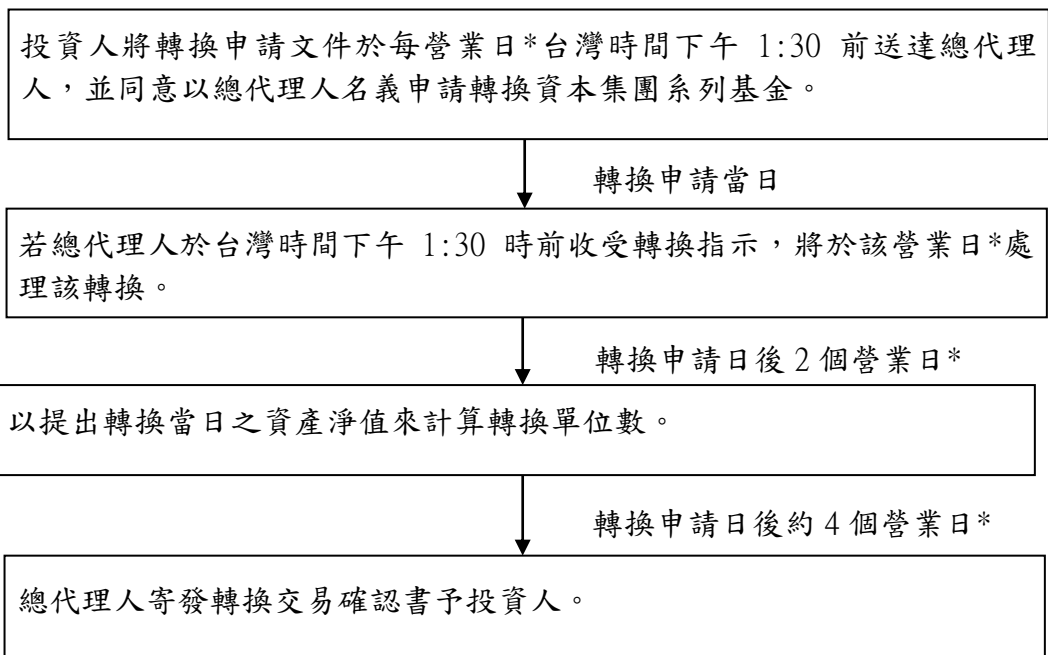 投資人將轉換申請文件於每營業日*台灣時間下午 1:30 前送達總代理
人，並同意以總代理人名義申請轉換資本集團系列基金。
轉換申請當日
若總代理人於台灣時間下午 1:30 時前收受轉換指示，將於該營業日*處
理該轉換。
轉換申請日後 2 個營業日*
以提出轉換當日之資產淨值來計算轉換單位數。
轉換申請日後約 4 個營業日*
總代理人寄發轉換交易確認書予投資人。